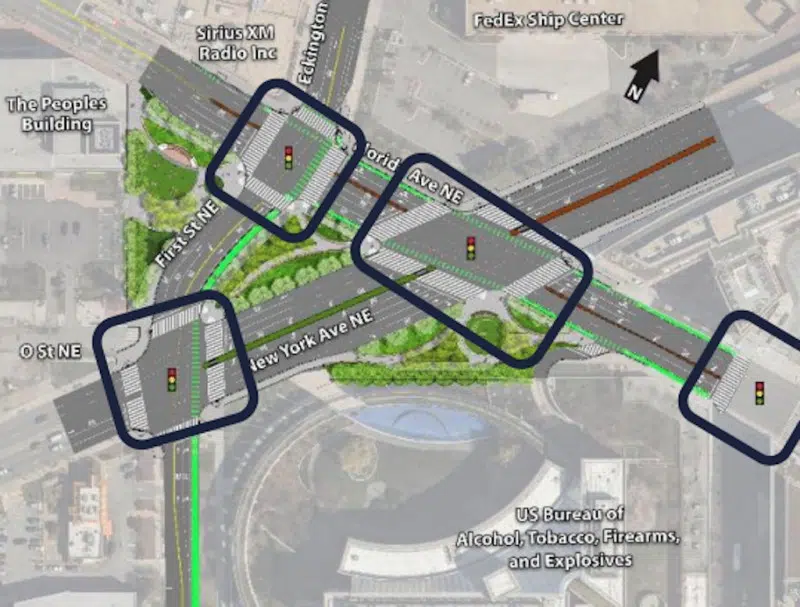 Sirius XM
Radio Inc
Eckington
FedEx Ship Center
N
The Peoples
Building
Ave NE
First St NE
O St NE
New York Ave NE
US Bureau of
Alcohol, Tobacco, Firearms,
and Explosives